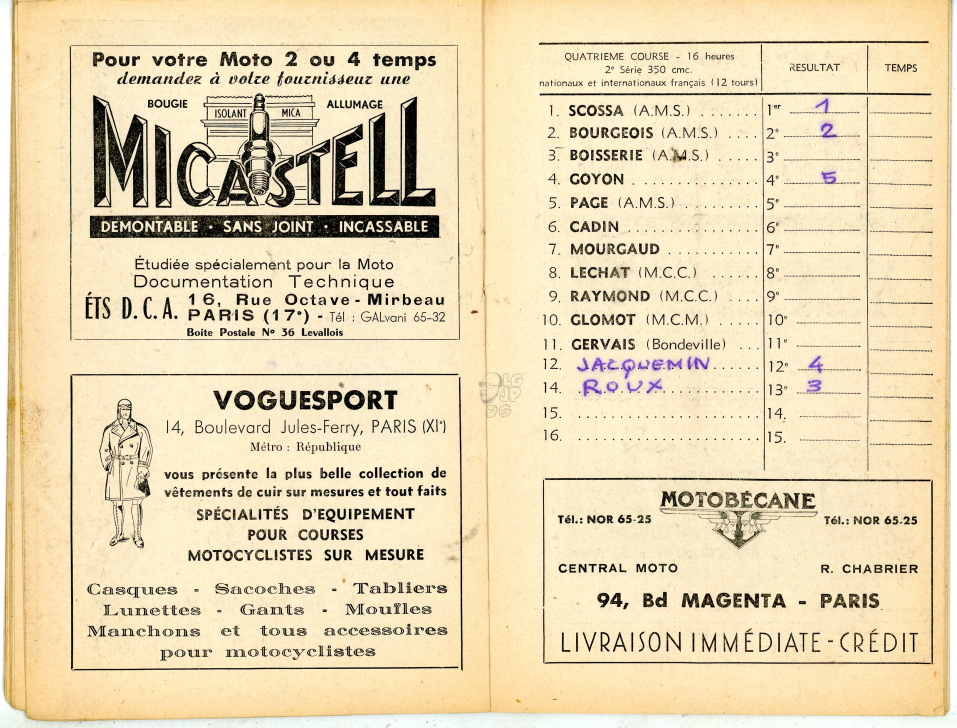 Pour votre Moto 2 ou 4 temps
demandez à votre fournisseur une
BOUGIE ISOLANT MICA ALLUMAGE
MICASTELL
DEMONTABLE · SANS JOINT · INCASSABLE
Étudiée spécialement pour la Moto
Documentation Technique
ÉTS D.C.A. 16, Rue Octave-Mirbeau
PARIS (17e) - Tél : GALvani 65-32
Boite Postale No 36 Levallois
VOGUESPORT
14, Boulevard Jules-Ferry, PARIS (XIe)
Métro : République
vous présente la plus belle collection de
vêtements de cuir sur mesures et tout faits
SPÉCIALITÉS D'EQUIPEMENT
POUR COURSES
MOTOCYCLISTES SUR MESURE
Casques - Sacoches - Tabliers
Lunettes - Gants - Moufles
Manchons et tous accessoires
pour motocyclistes
QUATRIEME COURSE - 16 heures
2e Série 350 cmc.
nationaux et internationaux français (12 tours)
RESULTAT TEMPS
1. SCOSSA (A.M.S.) ....... 1er 1
2. BOURGEOIS (A.M.S.) .... 2e 2
3. BOISSERIE (A.M.S.) ..... 3e
4. GOYON ............... 4e 5
5. PAGE (A.M.S.) .......... 5e
6. CADIN ................ 6e
7. MOURGAUD ........... 7e
8. LECHAT (M.C.C.) ........ 8e
9. RAYMOND (M.C.C.) ..... 9e
10. GLOMOT (M.C.M.) ...... 10e
11. GERVAIS (Bondeville) ... 11e
12. JACQUEMIN 12e 4
14. ROUX 13e 3
15. ..................... 14.
16. ..................... 15.
MOTOBÉCANE
Tél.: NOR 65-25 Tél.: NOR 65.25
CENTRAL MOTO R. CHABRIER
94, Bd MAGENTA - PARIS
LIVRAISON IMMÉDIATE - CRÉDIT